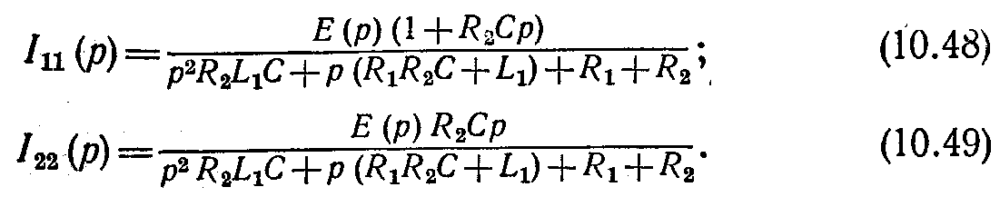 I₁₁ (p) = E (p) (1 + R₂Cp) / p²R₂L₁C + p (R₁R₂C + L₁) + R₁ + R₂; (10.48)
I₂₂ (p) = E (p) R₂Cp / p² R₂L₁C + p (R₁R₂C + L₁) + R₁ + R₂. (10.49)